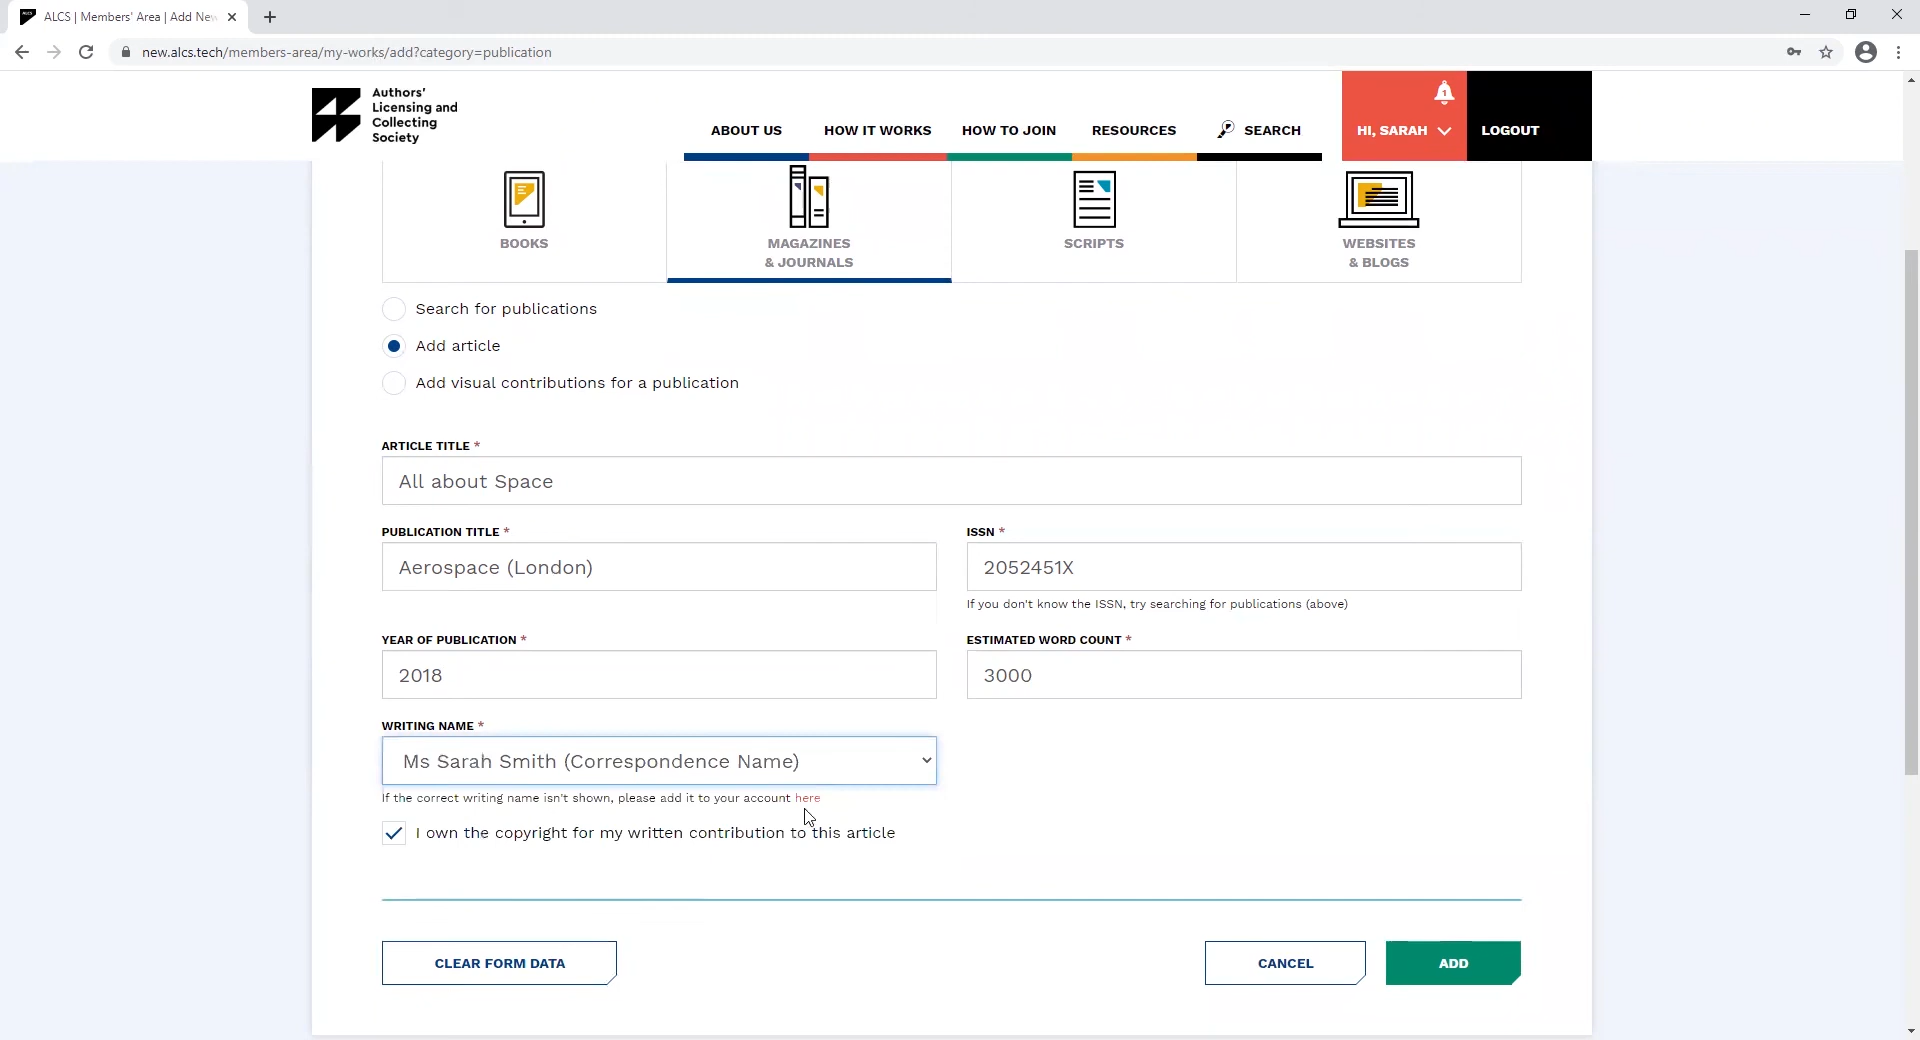 ALCS | Members' Area | Add New
new.alcs.tech/members-area/my-works/add?category=publication
Authors'
Licensing and
Collecting
Society
ABOUT US
HOW IT WORKS
HOW TO JOIN
RESOURCES
SEARCH
1
HI, SARAH
LOGOUT
BOOKS
MAGAZINES
& JOURNALS
SCRIPTS
WEBSITES
& BLOGS
Search for publications
Add article
Add visual contributions for a publication
ARTICLE TITLE *
All about Space
PUBLICATION TITLE *
ISSN *
Aerospace (London)
2052451X
If you don't know the ISSN, try searching for publications (above)
YEAR OF PUBLICATION *
ESTIMATED WORD COUNT *
2018
3000
WRITING NAME *
Ms Sarah Smith (Correspondence Name)
If the correct writing name isn't shown, please add it to your account here
I own the copyright for my written contribution to this article
CLEAR FORM DATA
CANCEL
ADD